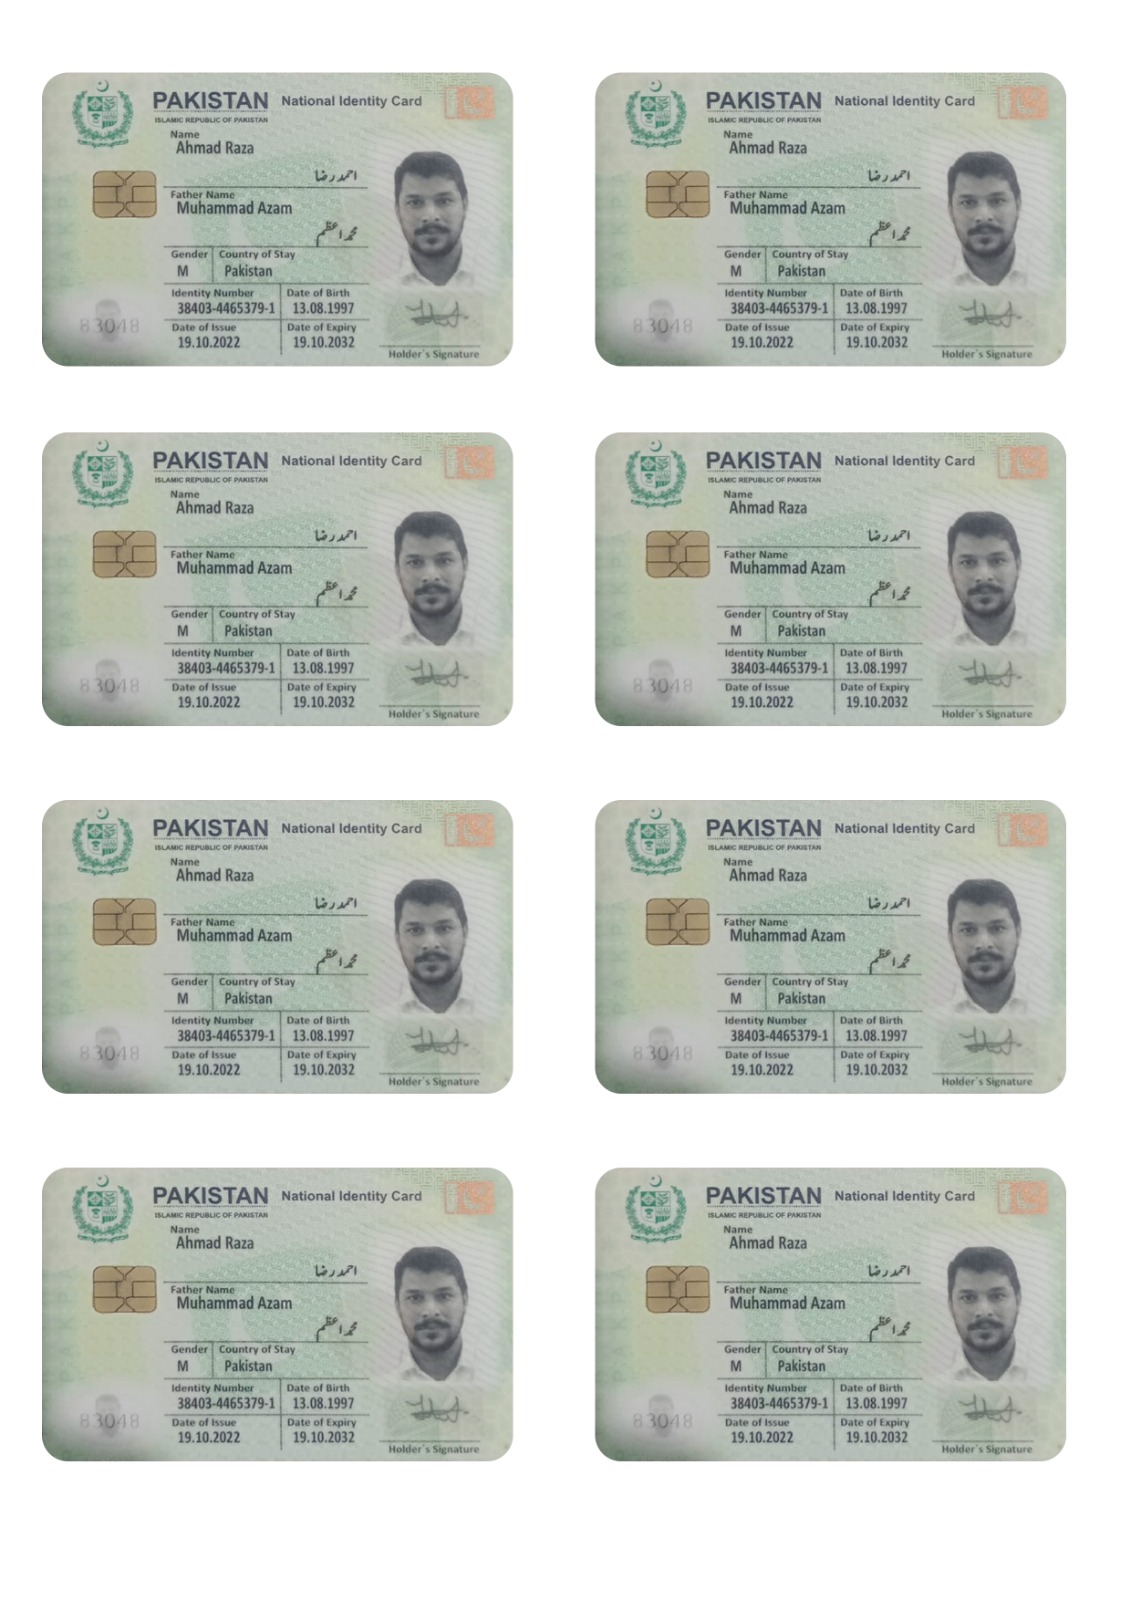 PAKISTAN National Identity Card
ISLAMIC REPUBLIC OF PAKISTAN
Name
Ahmad Raza
احمد رضا
Father Name
Muhammad Azam
محمد اعظم
Gender Country of Stay
M Pakistan
Identity Number Date of Birth
38403-4465379-1 13.08.1997
83048
Date of Issue Date of Expiry
19.10.2022 19.10.2032
Holder's Signature
PAKISTAN National Identity Card
ISLAMIC REPUBLIC OF PAKISTAN
Name
Ahmad Raza
احمد رضا
Father Name
Muhammad Azam
محمد اعظم
Gender Country of Stay
M Pakistan
Identity Number Date of Birth
38403-4465379-1 13.08.1997
83048
Date of Issue Date of Expiry
19.10.2022 19.10.2032
Holder's Signature
PAKISTAN National Identity Card
ISLAMIC REPUBLIC OF PAKISTAN
Name
Ahmad Raza
احمد رضا
Father Name
Muhammad Azam
محمد اعظم
Gender Country of Stay
M Pakistan
Identity Number Date of Birth
38403-4465379-1 13.08.1997
83048
Date of Issue Date of Expiry
19.10.2022 19.10.2032
Holder's Signature
PAKISTAN National Identity Card
ISLAMIC REPUBLIC OF PAKISTAN
Name
Ahmad Raza
احمد رضا
Father Name
Muhammad Azam
محمد اعظم
Gender Country of Stay
M Pakistan
Identity Number Date of Birth
38403-4465379-1 13.08.1997
83048
Date of Issue Date of Expiry
19.10.2022 19.10.2032
Holder's Signature
PAKISTAN National Identity Card
ISLAMIC REPUBLIC OF PAKISTAN
Name
Ahmad Raza
احمد رضا
Father Name
Muhammad Azam
محمد اعظم
Gender Country of Stay
M Pakistan
Identity Number Date of Birth
38403-4465379-1 13.08.1997
83048
Date of Issue Date of Expiry
19.10.2022 19.10.2032
Holder's Signature
PAKISTAN National Identity Card
ISLAMIC REPUBLIC OF PAKISTAN
Name
Ahmad Raza
احمد رضا
Father Name
Muhammad Azam
محمد اعظم
Gender Country of Stay
M Pakistan
Identity Number Date of Birth
38403-4465379-1 13.08.1997
83048
Date of Issue Date of Expiry
19.10.2022 19.10.2032
Holder's Signature
PAKISTAN National Identity Card
ISLAMIC REPUBLIC OF PAKISTAN
Name
Ahmad Raza
احمد رضا
Father Name
Muhammad Azam
محمد اعظم
Gender Country of Stay
M Pakistan
Identity Number Date of Birth
38403-4465379-1 13.08.1997
83048
Date of Issue Date of Expiry
19.10.2022 19.10.2032
Holder's Signature
PAKISTAN National Identity Card
ISLAMIC REPUBLIC OF PAKISTAN
Name
Ahmad Raza
احمد رضا
Father Name
Muhammad Azam
محمد اعظم
Gender Country of Stay
M Pakistan
Identity Number Date of Birth
38403-4465379-1 13.08.1997
83048
Date of Issue Date of Expiry
19.10.2022 19.10.2032
Holder's Signature